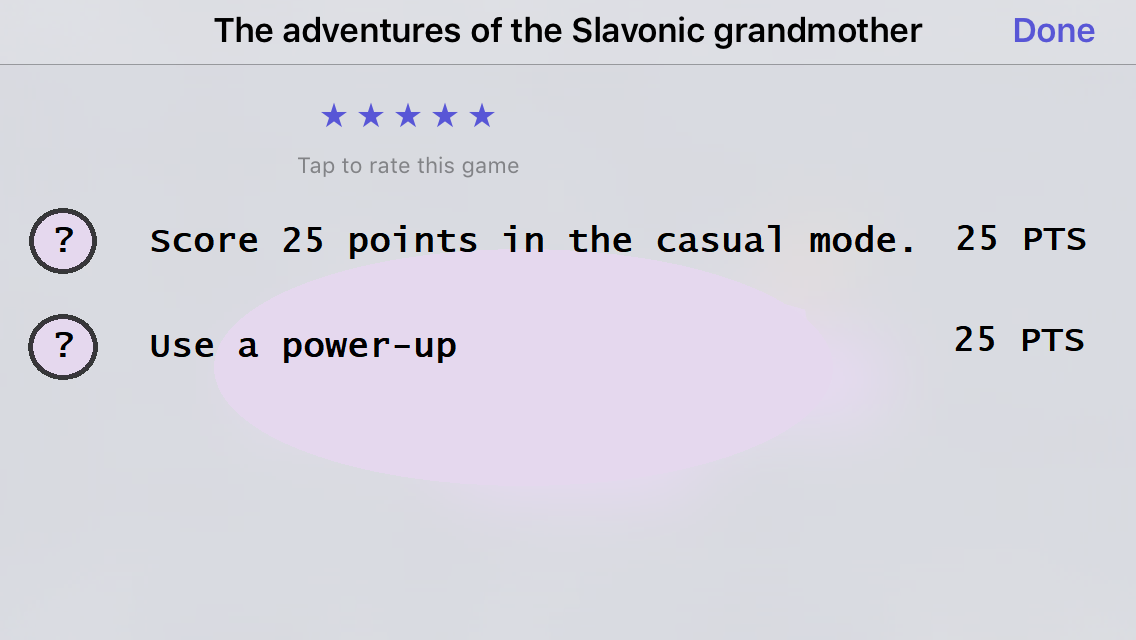 The adventures of the Slavonic grandmother Done
★★★★★
Tap to rate this game
? Score 25 points in the casual mode. 25 PTS
? Use a power-up 25 PTS